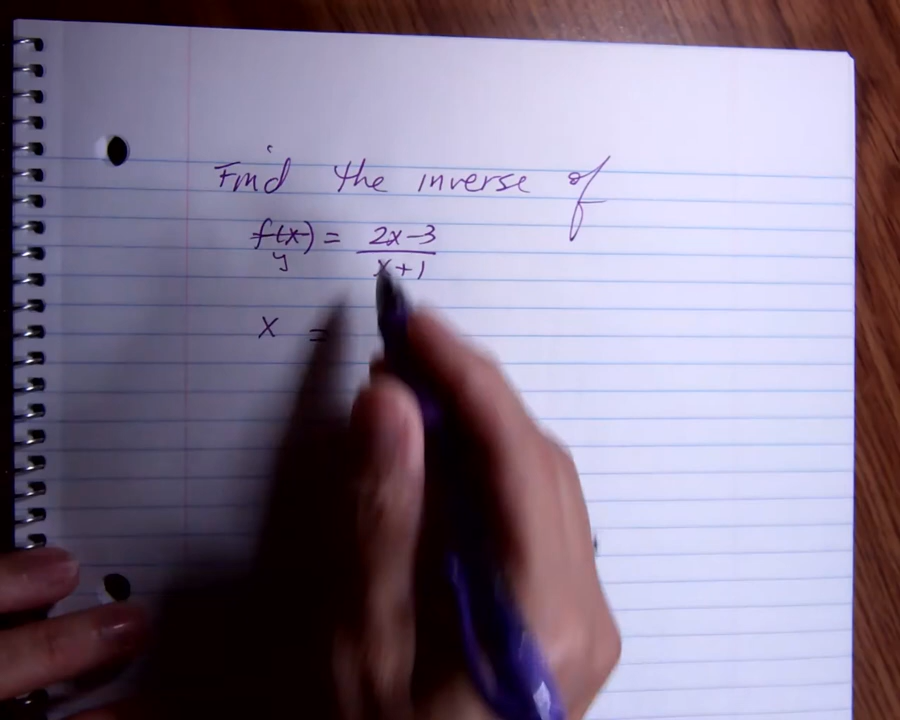 Find the inverse of
f(x) = 2x-3
y x+1
x =